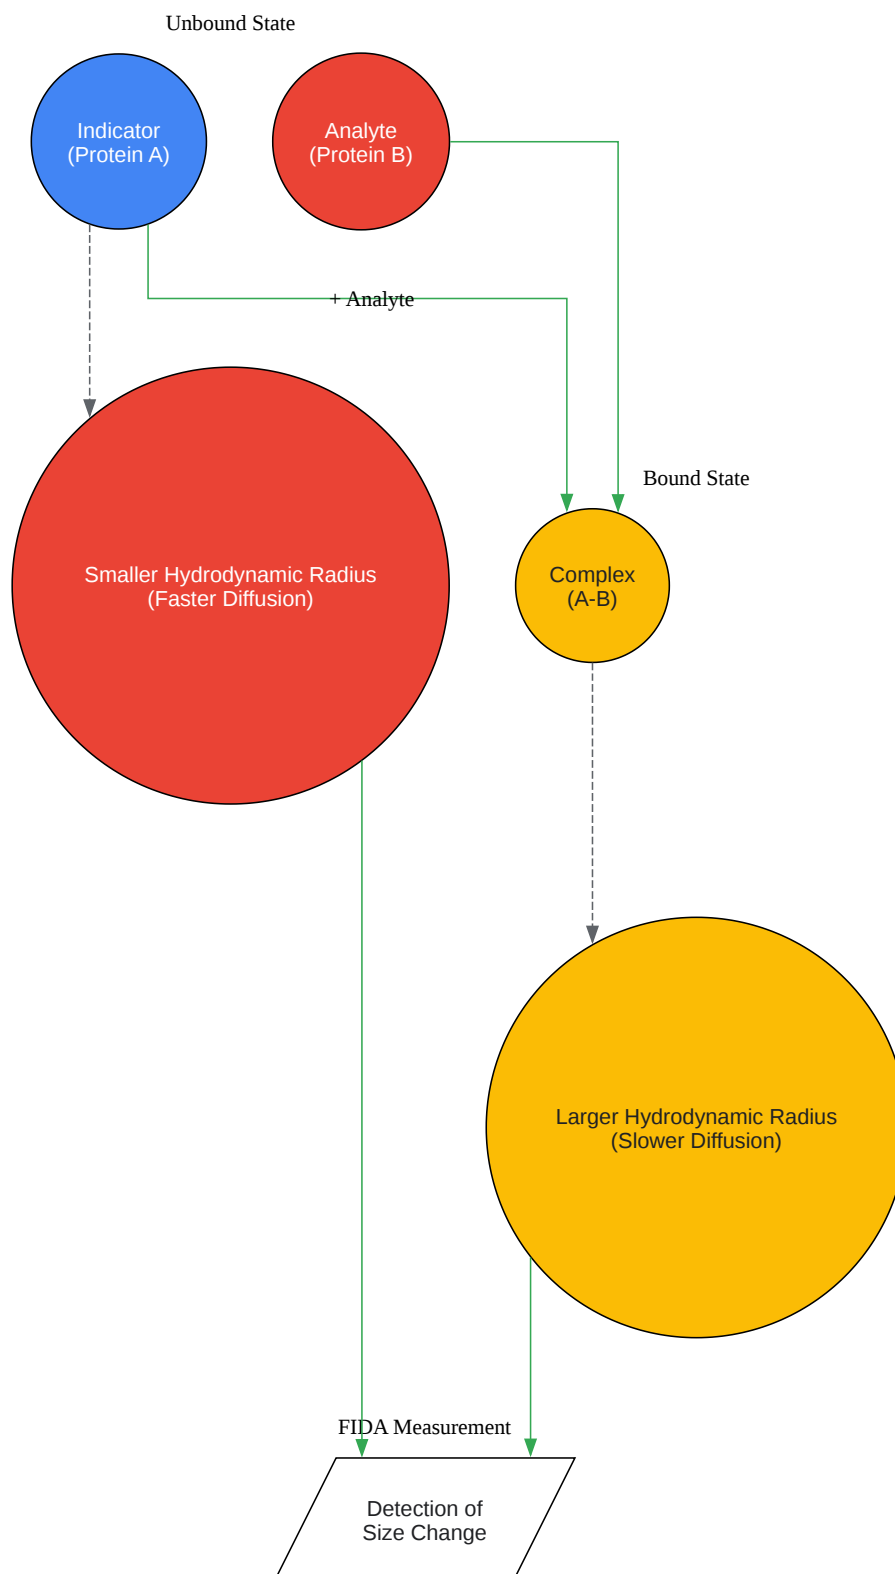 Unbound State
Indicator
(Protein A)
Analyte
(Protein B)
+ Analyte
Bound State
Smaller Hydrodynamic Radius
(Faster Diffusion)
Complex
(A-B)
Larger Hydrodynamic Radius
(Slower Diffusion)
FIDA Measurement
Detection of
Size Change